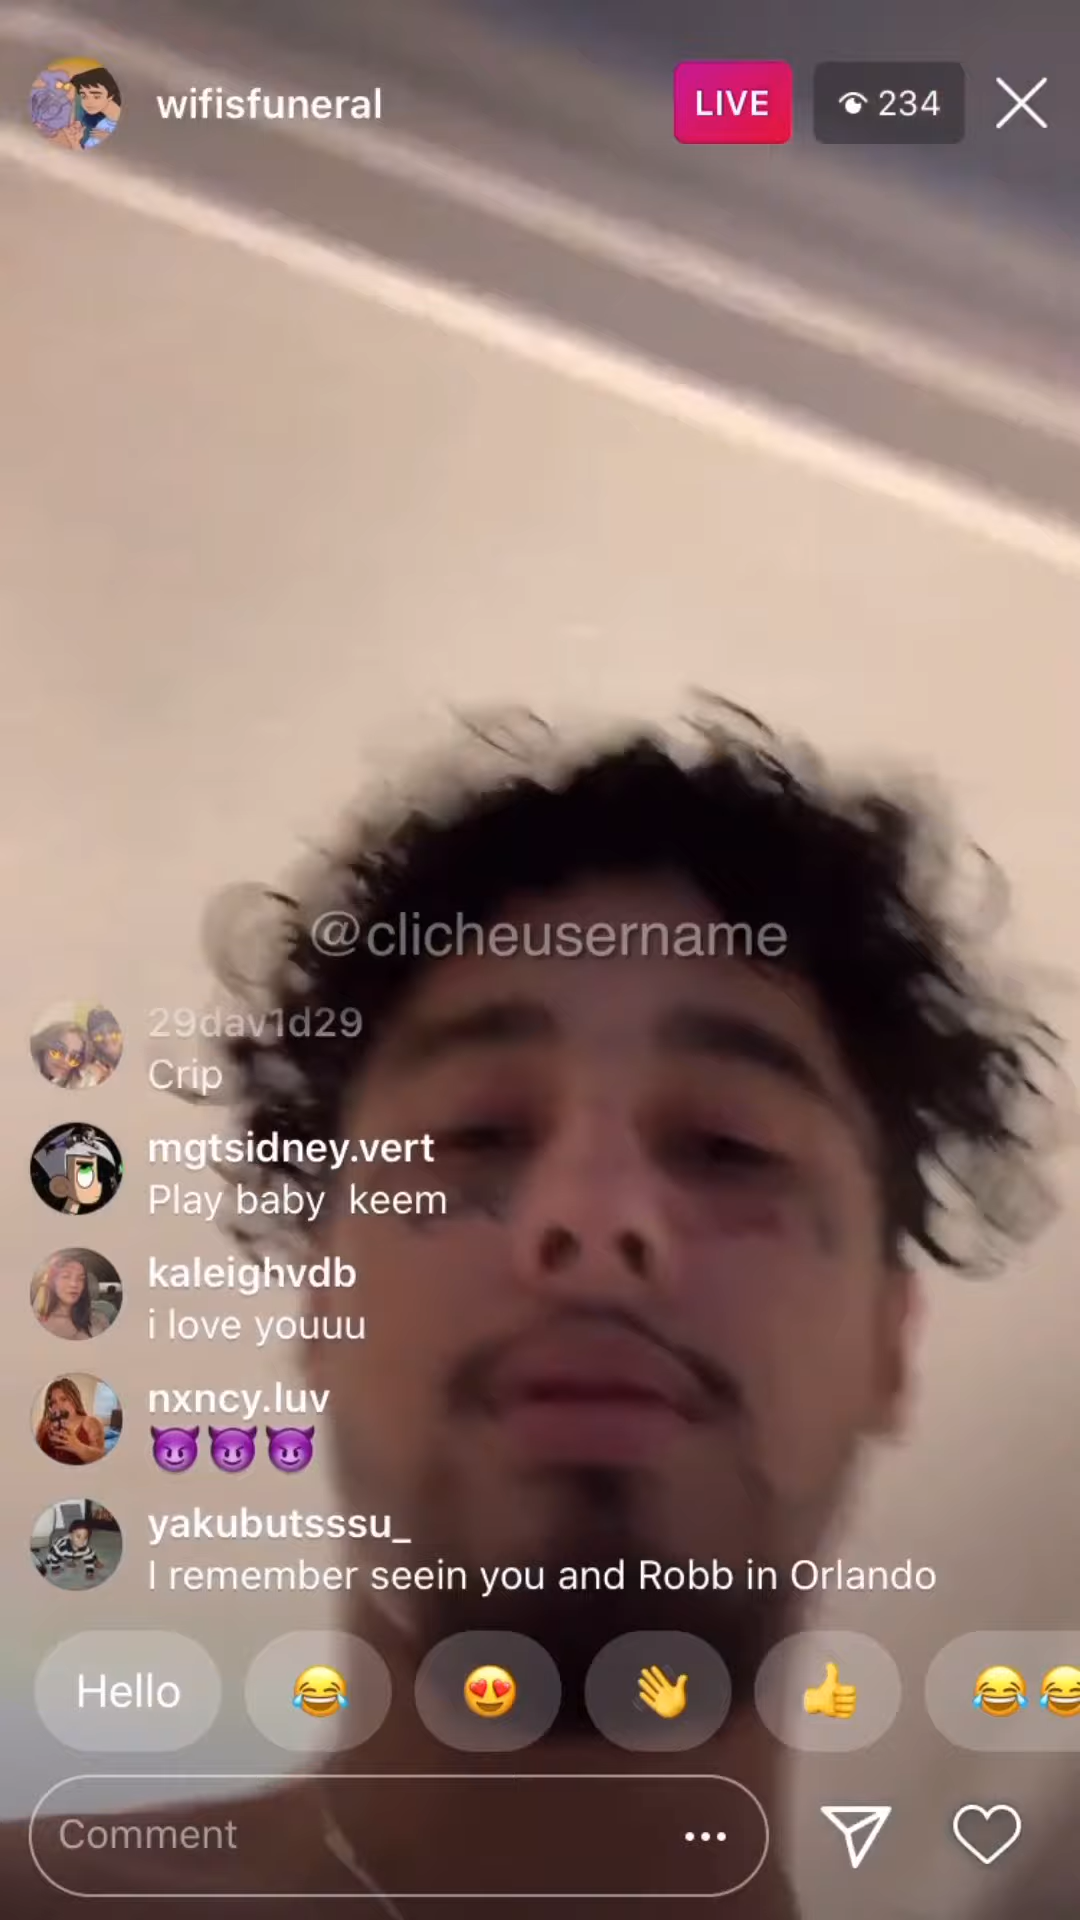 wifisfuneral
LIVE
234
@clicheusername
29dav1d29
Crip
mgtsidney.vert
Play baby keem
kaleighvdb
i love youuu
nxncy.luv
😈😈😈
yakubutsssu_
I remember seein you and Robb in Orlando
Hello 😂 😍 👋 👍 😂😂
Comment